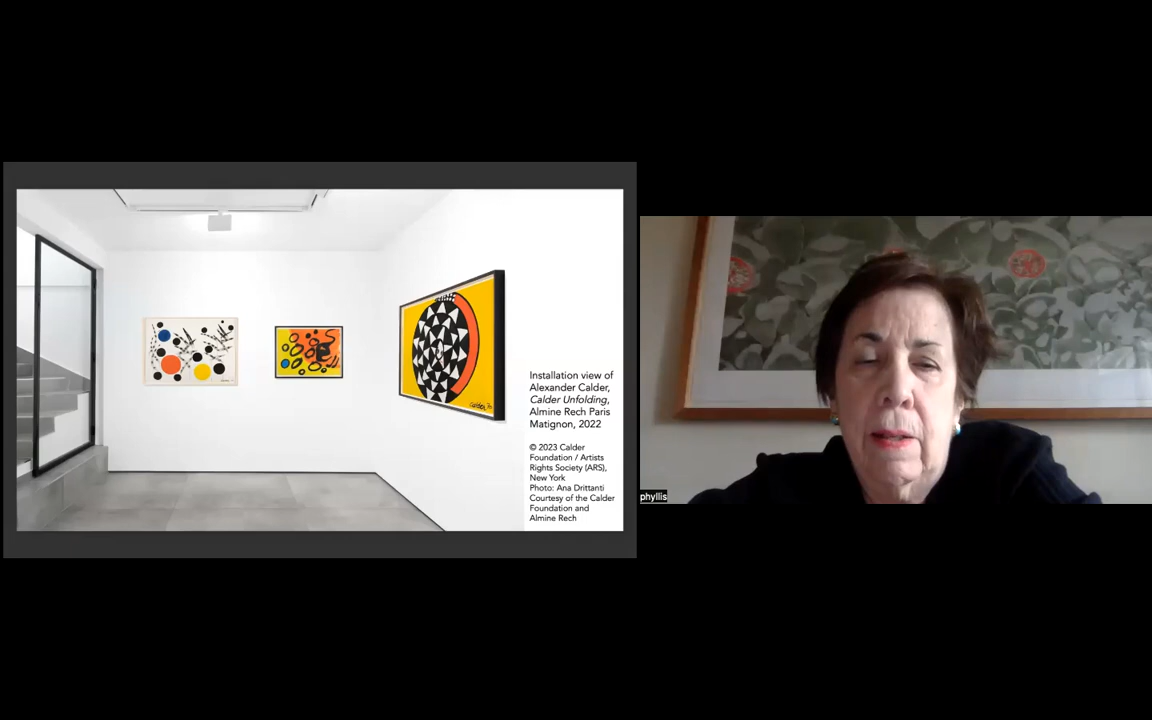 Installation view of
Alexander Calder,
Calder Unfolding,
Almine Rech Paris
Matignon, 2022
© 2023 Calder
Foundation / Artists
Rights Society (ARS),
New York
Photo: Ana Drittanti
Courtesy of the Calder
Foundation and
Almine Rech
phyllis